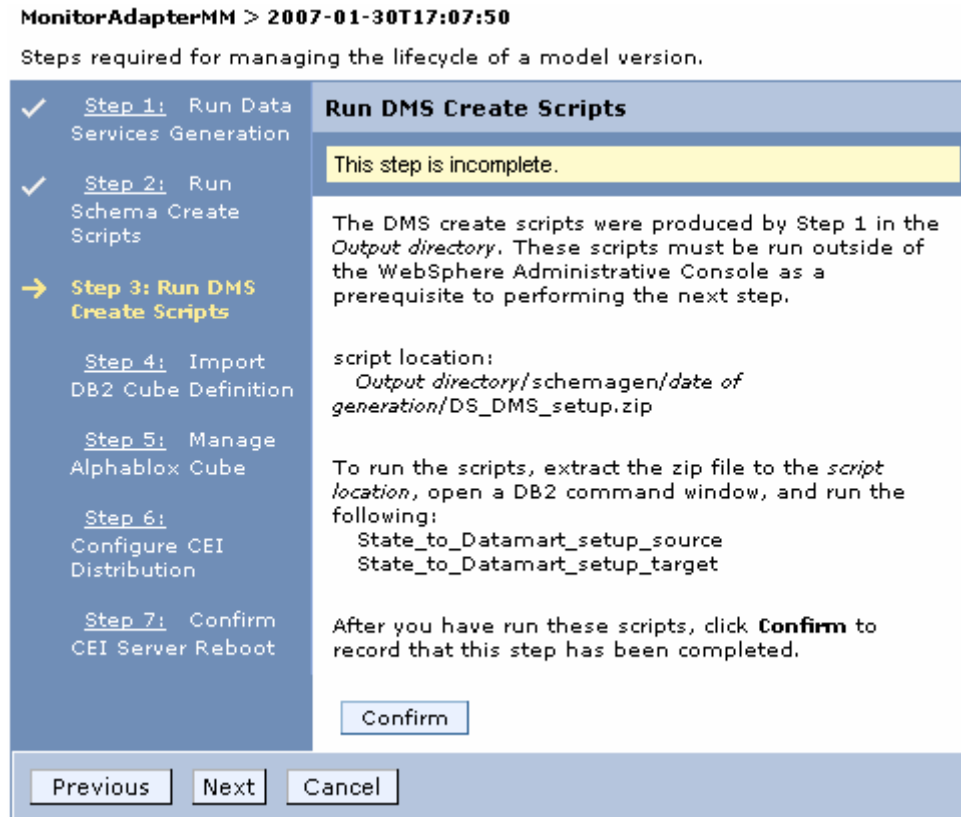 MonitorAdapterMM > 2007-01-30T17:07:50
Steps required for managing the lifecycle of a model version.
Step 1: Run Data
Services Generation
Step 2: Run
Schema Create
Scripts
Step 3: Run DMS
Create Scripts
Step 4: Import
DB2 Cube Definition
Step 5: Manage
Alphablox Cube
Step 6:
Configure CEI
Distribution
Step 7: Confirm
CEI Server Reboot
Run DMS Create Scripts
This step is incomplete.
The DMS create scripts were produced by Step 1 in the
Output directory. These scripts must be run outside of
the WebSphere Administrative Console as a
prerequisite to performing the next step.
script location:
Output directory/schemagen/date of
generation/DS_DMS_setup.zip
To run the scripts, extract the zip file to the script
location, open a DB2 command window, and run the
following:
State_to_Datamart_setup_source
State_to_Datamart_setup_target
After you have run these scripts, click Confirm to
record that this step has been completed.
Confirm
Previous Next Cancel